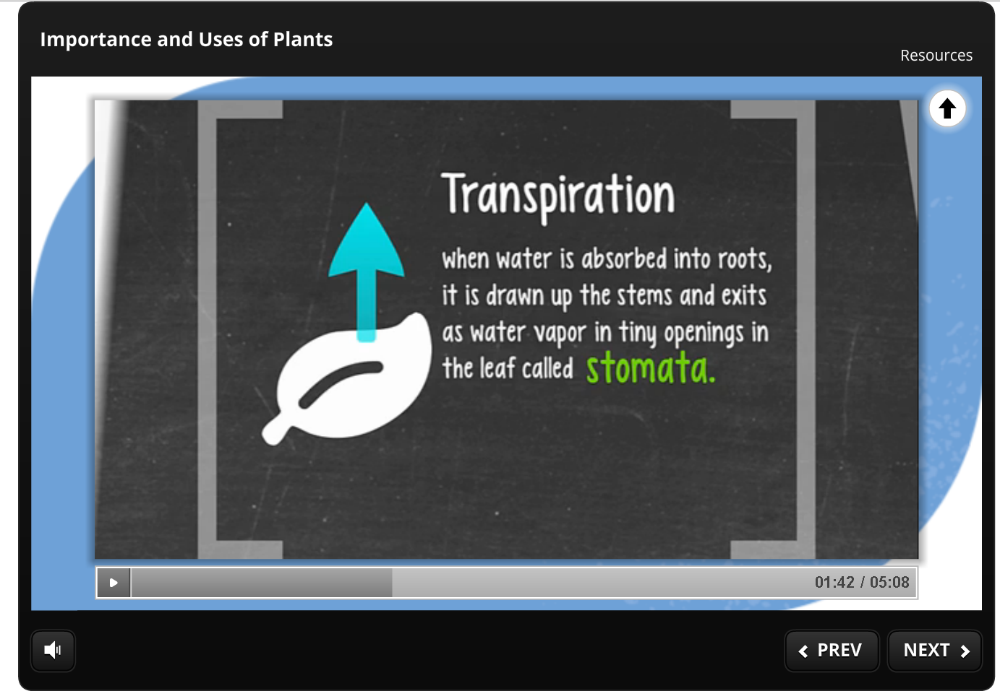 Importance and Uses of Plants
Resources
Transpiration
when water is absorbed into roots,
it is drawn up the stems and exits
as water vapor in tiny openings in
the leaf called stomata.
01:42 / 05:08
PREV
NEXT